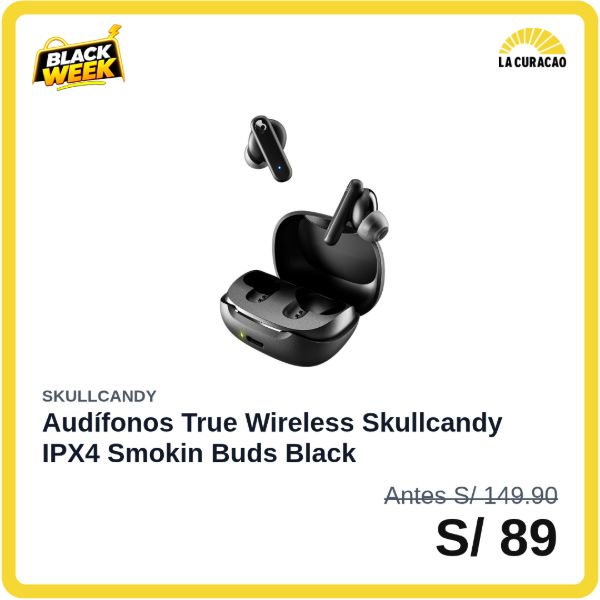 BLACK
WEEK
LA CURACAO
SKULLCANDY
Audífonos True Wireless Skullcandy
IPX4 Smokin Buds Black
Antes S/ 149.90
S/ 89